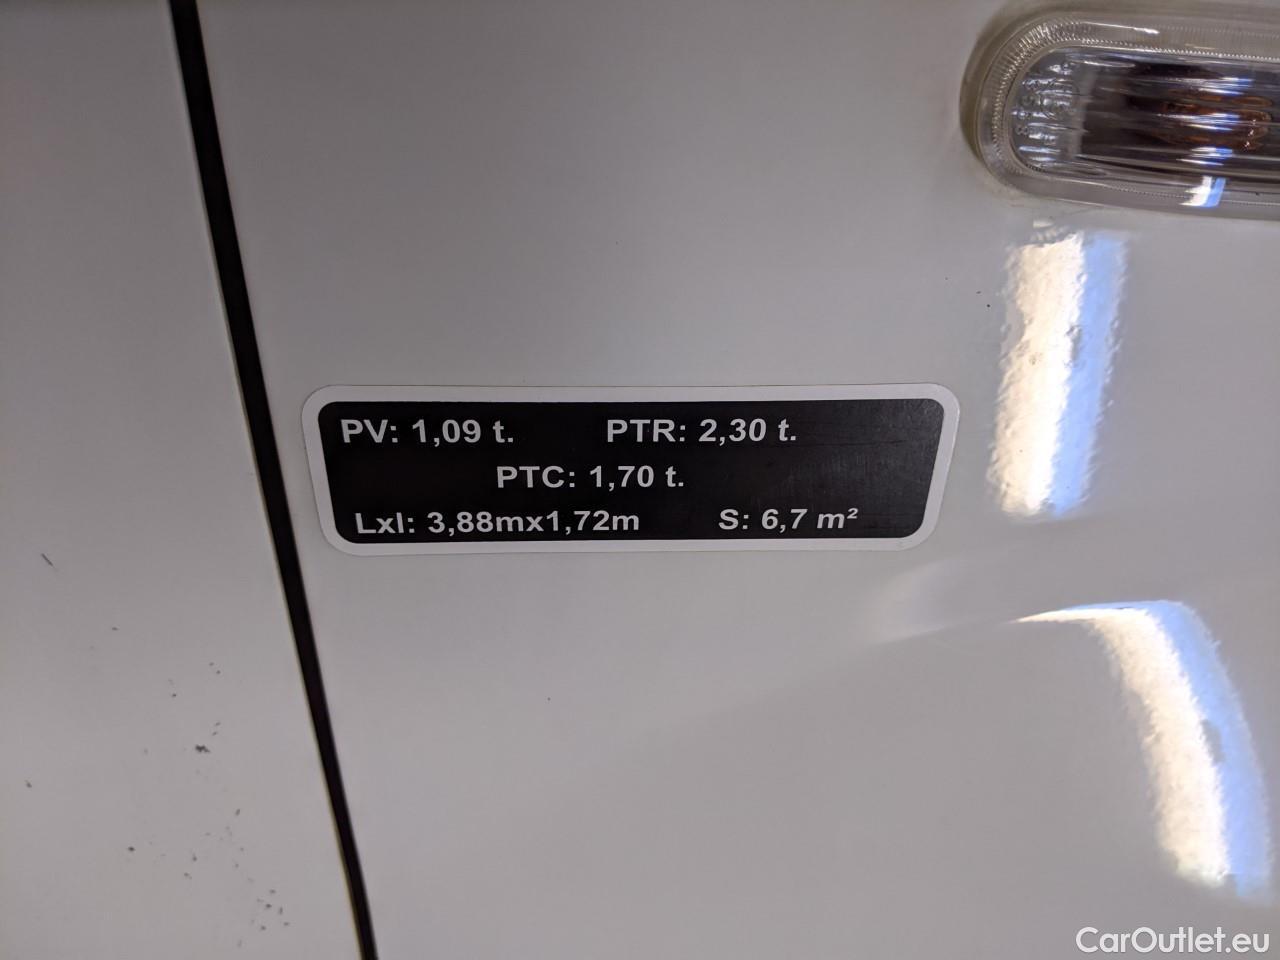 PV: 1,09 t. PTR: 2,30 t.
PTC: 1,70 t.
Lxl: 3,88mx1,72m S: 6,7 m²
CarOutlet.eu